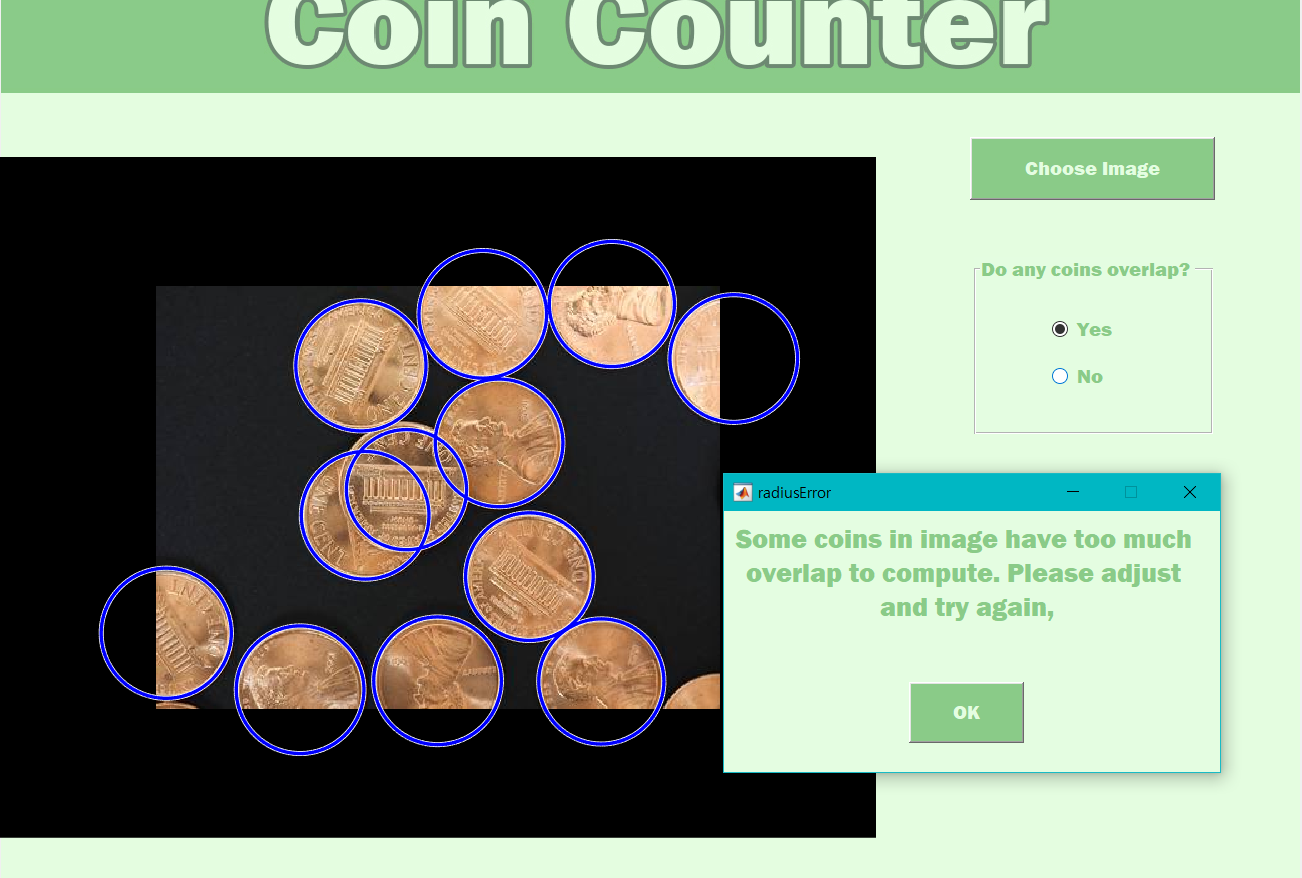 Coin Counter
Choose Image
Do any coins overlap?
Yes
No
radiusError
Some coins in image have too much
overlap to compute. Please adjust
and try again,
OK